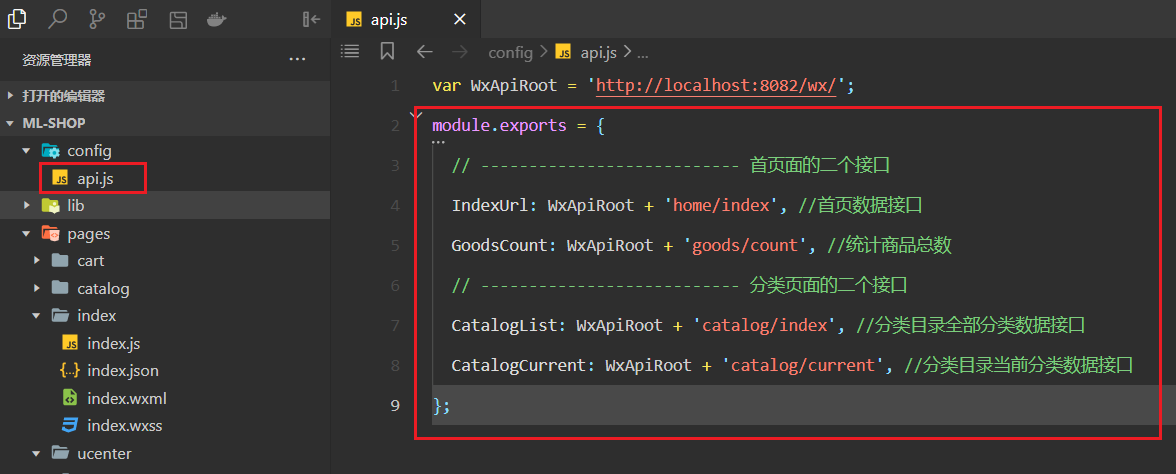 资源管理器
打开的编辑器
ML-SHOP
config
api.js
lib
pages
cart
catalog
index
index.js
index.json
index.wxml
index.wxss
ucenter
api.js
config > api.js > ...
1 var WxApiRoot = 'http://localhost:8082/wx/';
2 module.exports = {
3 // --------------------------- 首页面的二个接口
4 IndexUrl: WxApiRoot + 'home/index', //首页数据接口
5 GoodsCount: WxApiRoot + 'goods/count', //统计商品总数
6 // --------------------------- 分类页面的二个接口
7 CatalogList: WxApiRoot + 'catalog/index', //分类目录全部分类数据接口
8 CatalogCurrent: WxApiRoot + 'catalog/current', //分类目录当前分类数据接口
9 };